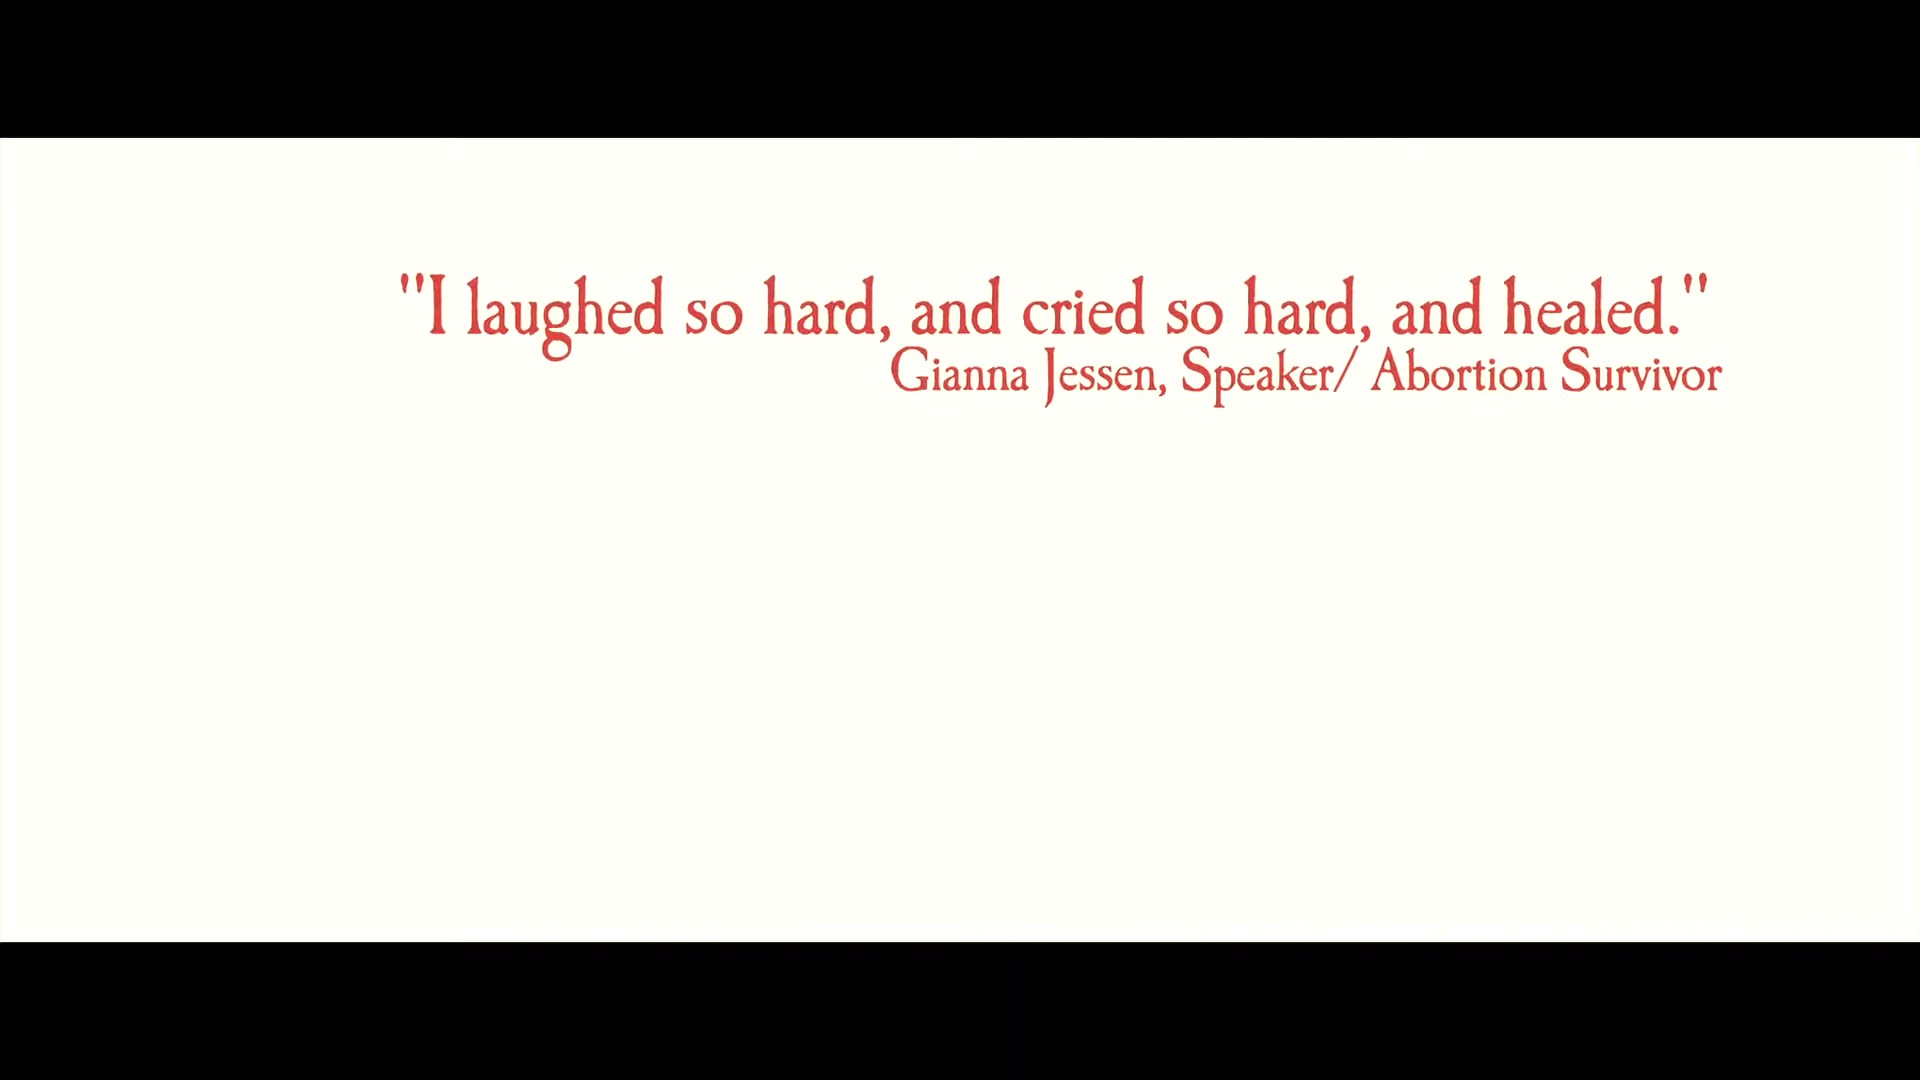 "I laughed so hard, and cried so hard, and healed."
Gianna Jessen, Speaker/ Abortion Survivor